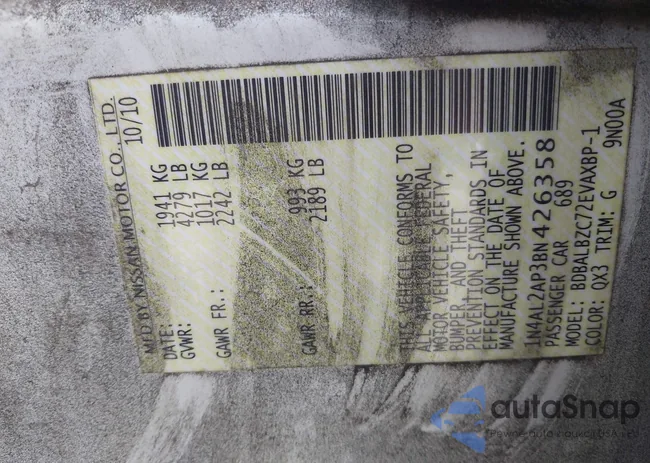 MFD BY NISSAN MOTOR CO., LTD.
DATE: 10/10
GVWR: 1941 KG
4279 LB
GAWR FR.: 1017 KG
2242 LB
GAWR RR.: 993 KG
2189 LB
THIS VEHICLE CONFORMS TO
ALL APPLICABLE FEDERAL
MOTOR VEHICLE SAFETY,
BUMPER AND THEFT
PREVENTION STANDARDS IN
EFFECT ON THE DATE OF
MANUFACTURE SHOWN ABOVE.
1N4AL2AP3BN426358
PASSENGER CAR 689
MODEL: BDBALBZC72EVAXBP-1
COLOR: QX3 TRIM: G 9N00A
autaSnap